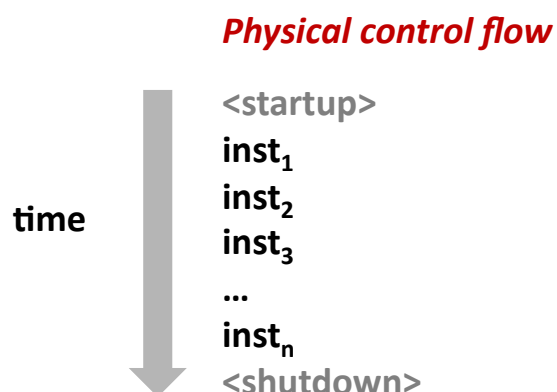 Physical control flow
<startup>
inst₁
inst₂
time
inst₃
...
instₙ
<shutdown>